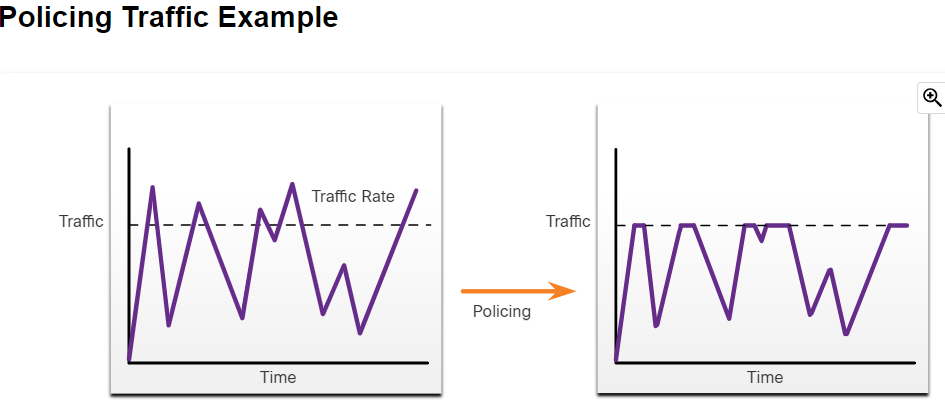 Policing Traffic Example
Traffic Rate
Traffic
Time
Policing
Traffic
Time